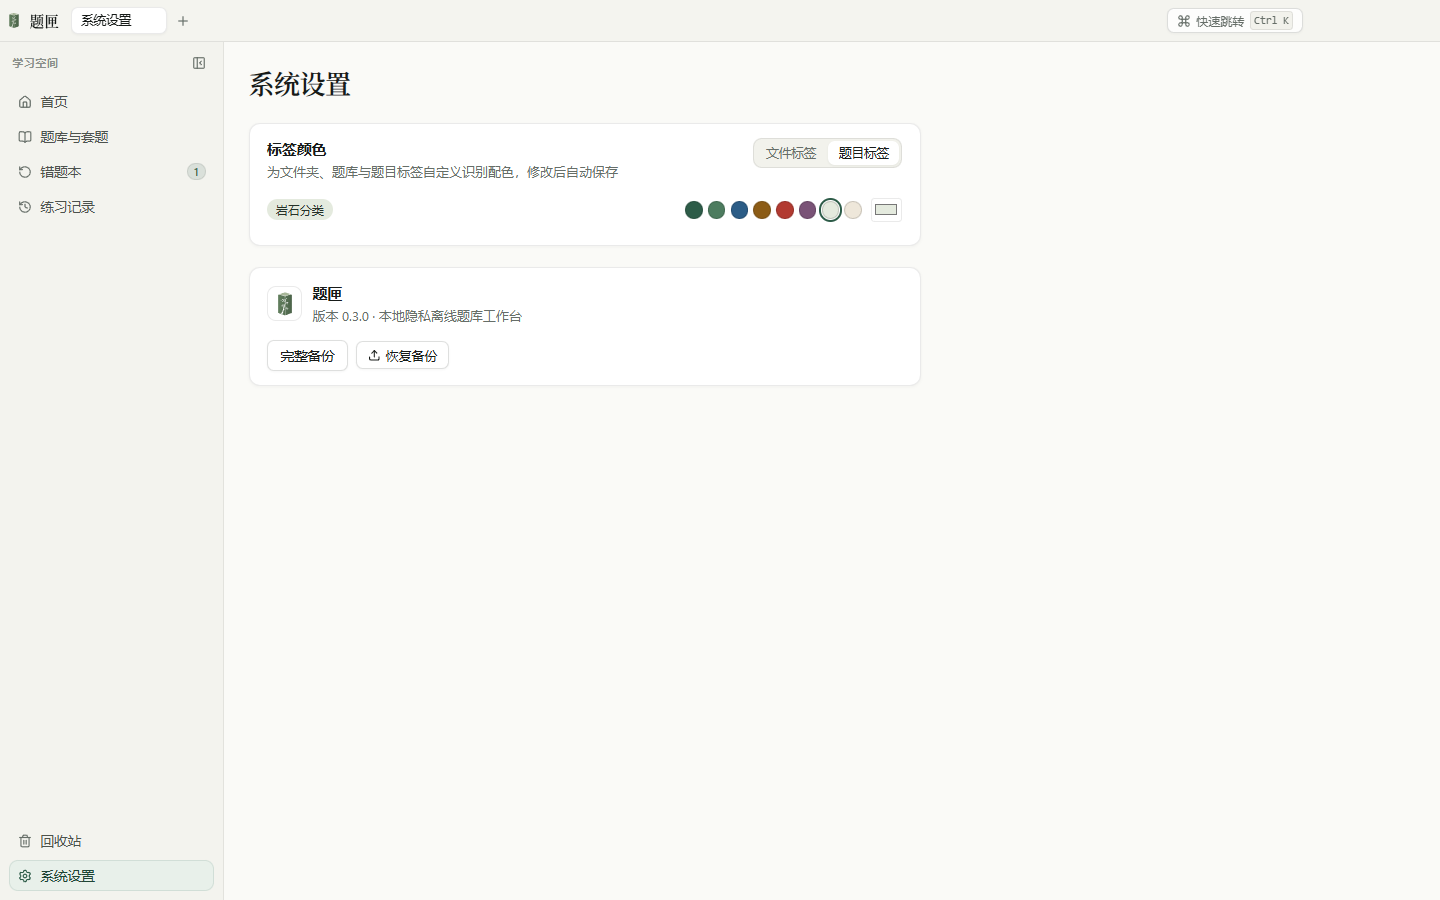 题匣
系统设置
快速跳转 Ctrl K
学习空间
首页
题库与套题
错题本 1
练习记录
回收站
系统设置
系统设置
标签颜色
为文件夹、题库与题目标签自定义识别配色，修改后自动保存
文件标签 题目标签
岩石分类
题匣
版本 0.3.0 · 本地隐私离线题库工作台
完整备份 恢复备份